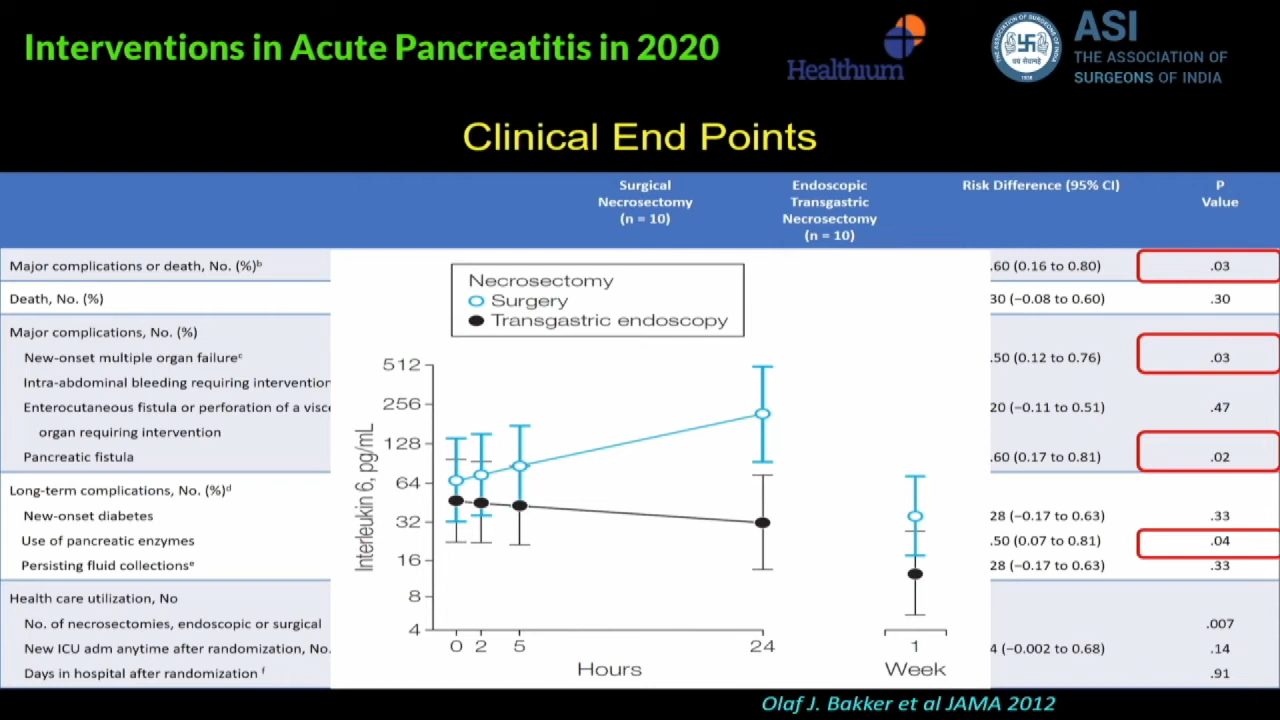 Interventions in Acute Pancreatitis in 2020
Healthium
THE ASSOCIATION OF SURGEONS OF INDIA
1938
ASI
THE ASSOCIATION OF
SURGEONS OF INDIA
Clinical End Points
Surgical
Necrosectomy
(n = 10)
Endoscopic
Transgastric
Necrosectomy
(n = 10)
Risk Difference (95% CI)
P
Value
Major complications or death, No. (%)ᵇ
.60 (0.16 to 0.80) .03
Death, No. (%)
30 (−0.08 to 0.60) .30
Major complications, No. (%)
New-onset multiple organ failureᶜ
.50 (0.12 to 0.76) .03
Intra-abdominal bleeding requiring intervention
Enterocutaneous fistula or perforation of a visce
20 (−0.11 to 0.51) .47
organ requiring intervention
Pancreatic fistula
.60 (0.17 to 0.81) .02
Long-term complications, No. (%)ᵈ
New-onset diabetes
28 (−0.17 to 0.63) .33
Use of pancreatic enzymes
.50 (0.07 to 0.81) .04
Persisting fluid collectionsᵉ
28 (−0.17 to 0.63) .33
Health care utilization, No
No. of necrosectomies, endoscopic or surgical
.007
New ICU adm anytime after randomization, No.
4 (−0.002 to 0.68) .14
Days in hospital after randomization ᶠ
.91
Necrosectomy
Surgery
Transgastric endoscopy
Interleukin 6, pg/mL
512
256
128
64
32
16
8
4
0 2 5 24 1
Hours Week
Olaf J. Bakker et al JAMA 2012